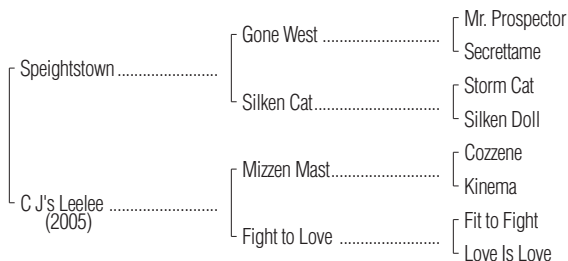 Mr. Prospector
Gone West ............................
Secrettame
Speightstown ........................
Storm Cat
Silken Cat..............................
Silken Doll
Cozzene
Mizzen Mast..........................
Kinema
C J's Leelee ..........................
(2005)
Fit to Fight
Fight to Love ........................
Love Is Love